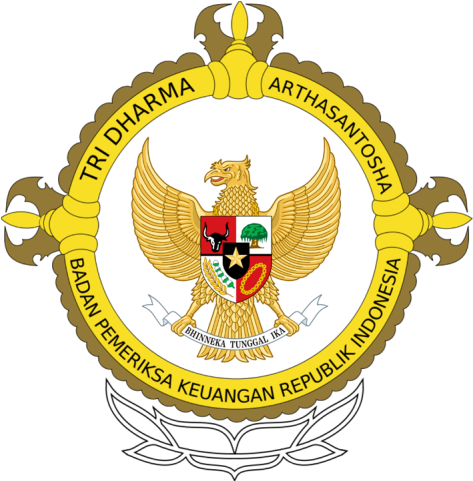 TRI DHARMA
ARTHASANTOSHA
BHINNEKA TUNGGAL IKA
BADAN PEMERIKSA KEUANGAN REPUBLIK INDONESIA